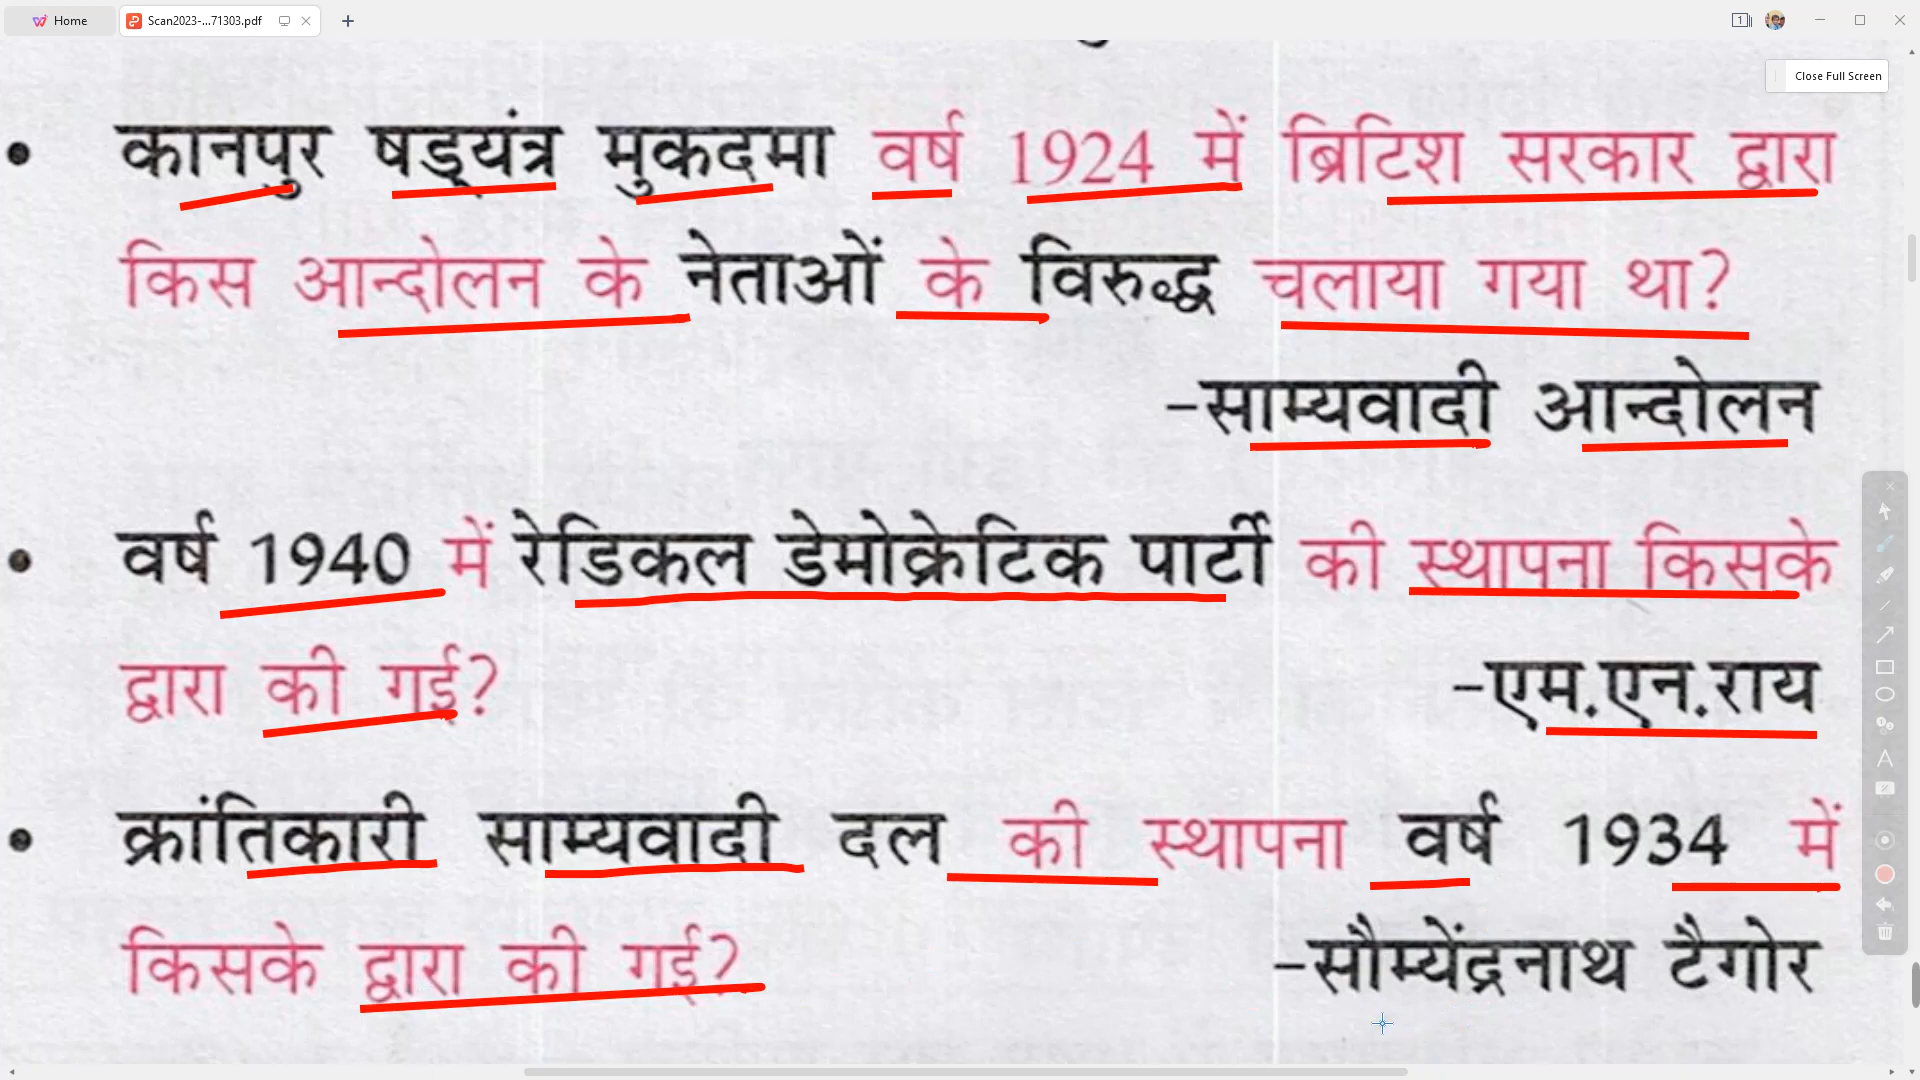 Home
Scan2023-...71303.pdf
1
Close Full Screen
• कानपुर षड्यंत्र मुकदमा वर्ष 1924 में ब्रिटिश सरकार द्वारा
किस आन्दोलन के नेताओं के विरुद्ध चलाया गया था?
-साम्यवादी आन्दोलन
• वर्ष 1940 में रेडिकल डेमोक्रेटिक पार्टी की स्थापना किसके
द्वारा की गई?
-एम.एन.राय
• क्रांतिकारी साम्यवादी दल की स्थापना वर्ष 1934 में
किसके द्वारा की गई?
-सौम्येंद्रनाथ टैगोर